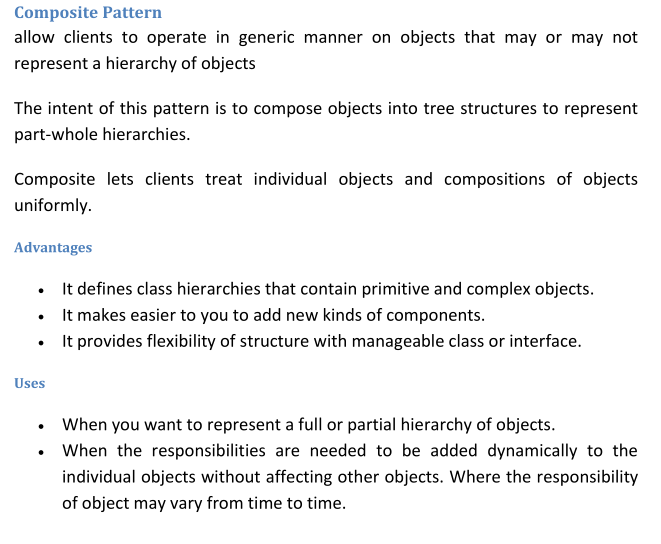 Composite Pattern
allow clients to operate in generic manner on objects that may or may not
represent a hierarchy of objects
The intent of this pattern is to compose objects into tree structures to represent
part-whole hierarchies.
Composite lets clients treat individual objects and compositions of objects
uniformly.
Advantages
• It defines class hierarchies that contain primitive and complex objects.
• It makes easier to you to add new kinds of components.
• It provides flexibility of structure with manageable class or interface.
Uses
• When you want to represent a full or partial hierarchy of objects.
• When the responsibilities are needed to be added dynamically to the
individual objects without affecting other objects. Where the responsibility
of object may vary from time to time.